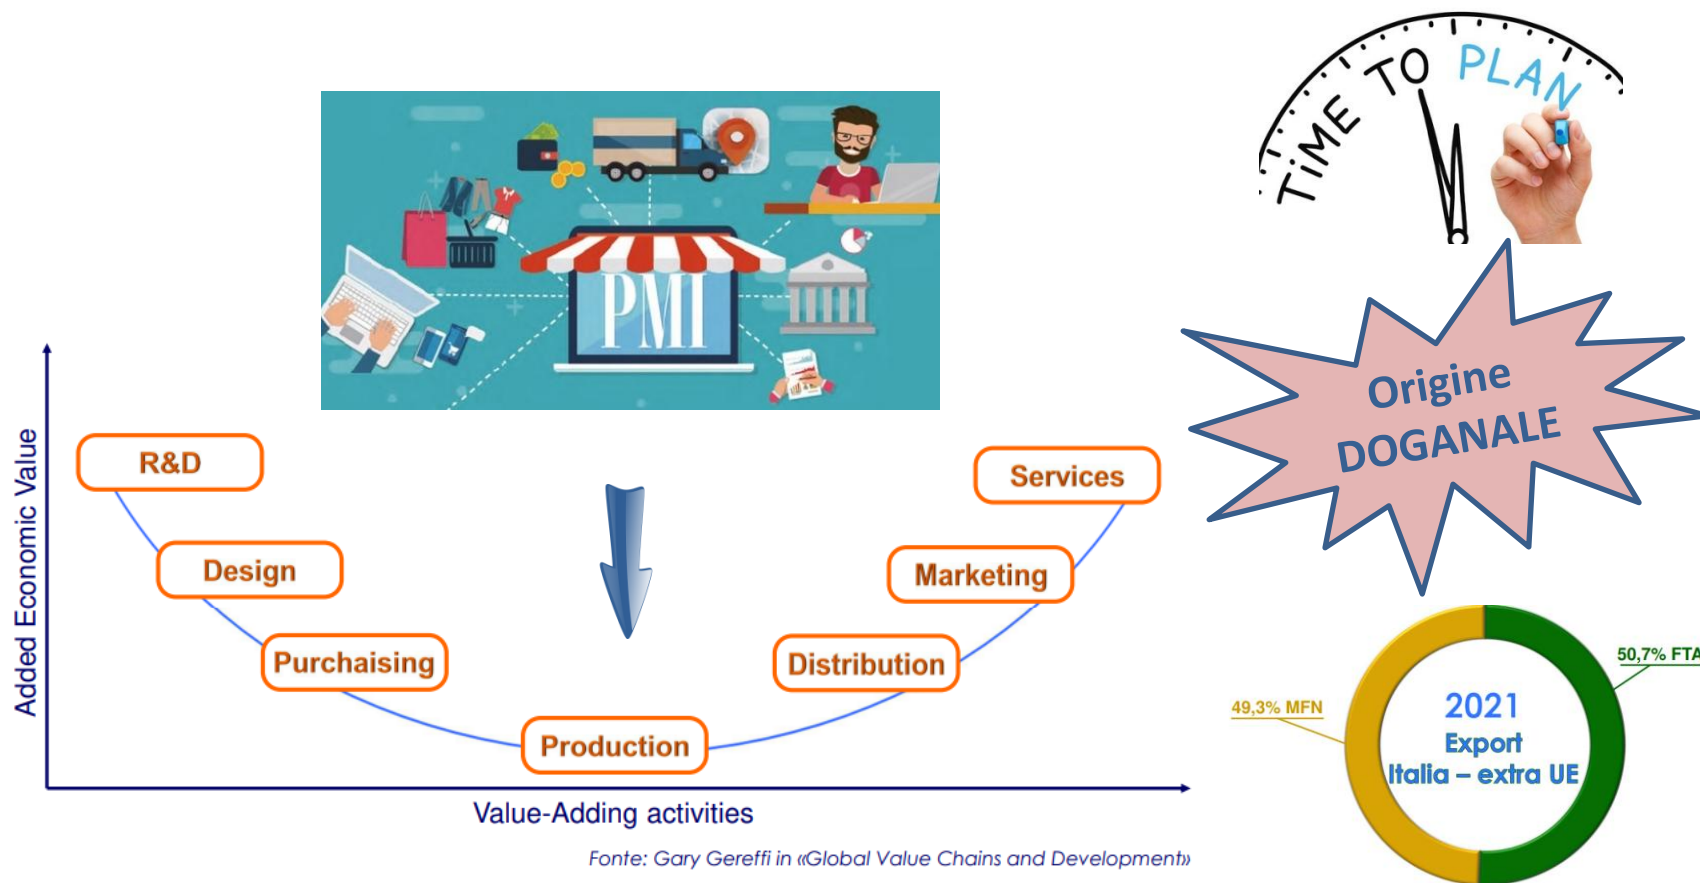 TiME TO PLAN
PMI
Origine
DOGANALE
Added Economic Value
R&D
Design
Purchaising
Production
Distribution
Marketing
Services
Value-Adding activities
Fonte: Gary Gereffi in «Global Value Chains and Development»
50,7% FTA
49,3% MFN
2021
Export
Italia – extra UE